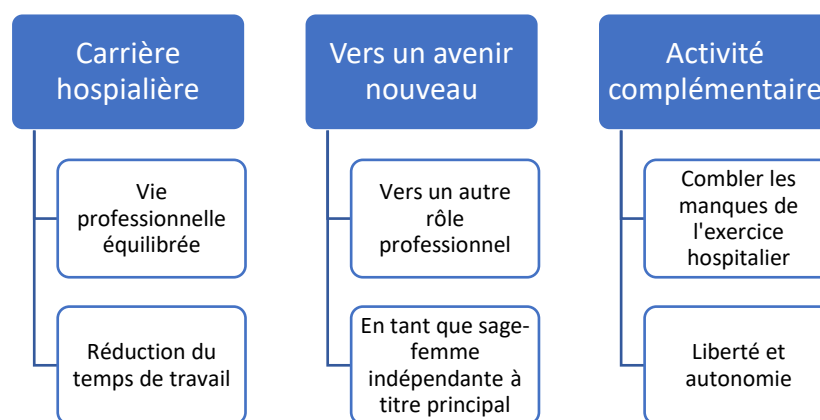 Carrière
hospialière
Vie
professionnelle
équilibrée
Réduction du
temps de travail
Vers un avenir
nouveau
Vers un autre
rôle
professionnel
En tant que sage-
femme
indépendante à
titre principal
Activité
complémentaire
Combler les
manques de
l'exercice
hospitalier
Liberté et
autonomie